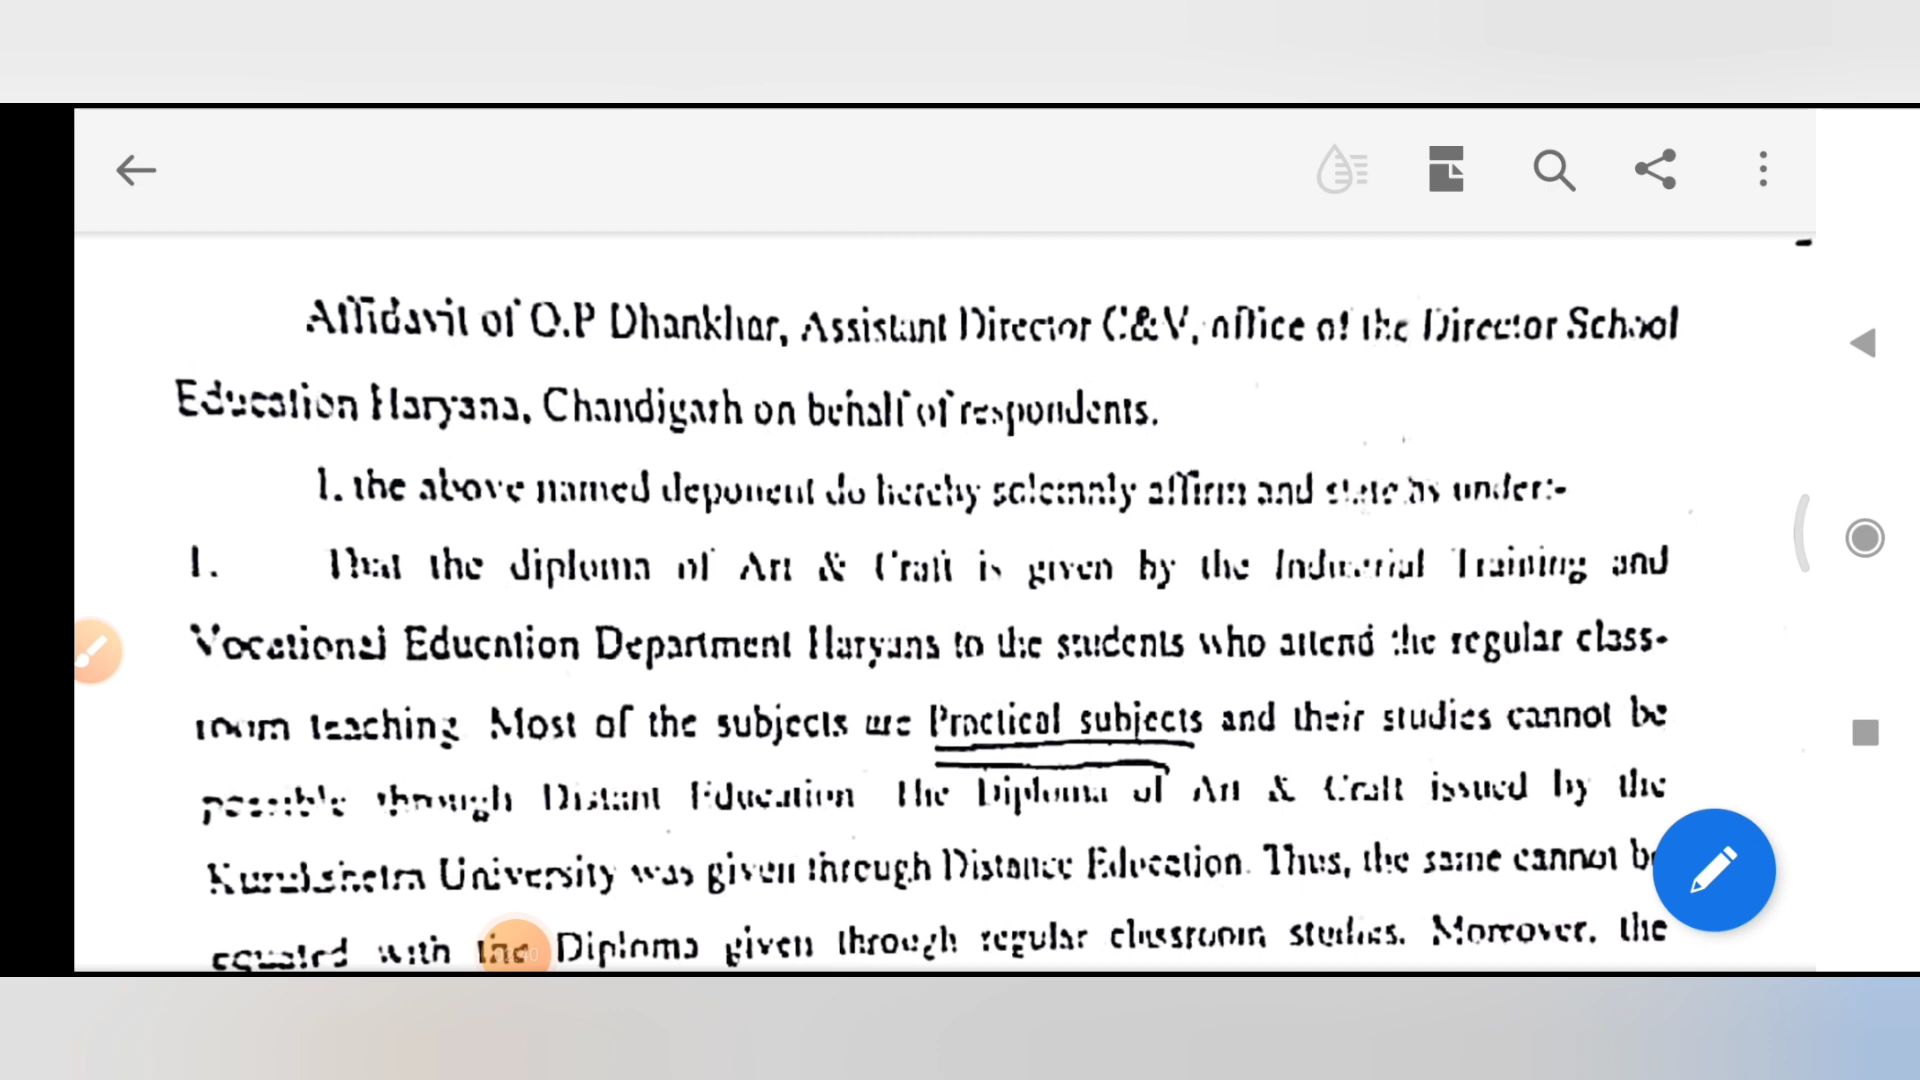 Affidavit of O.P Dhankhar, Assistant Director C&V, office of the Director School
Education Haryana, Chandigarh on behalf of respondents.
I, the above named deponent do hereby solemnly affirm and state as under:-
1. That the diploma of Art & Craft is given by the Industrial Training and
Vocational Education Department Haryana to the students who attend the regular class-
room teaching. Most of the subjects are Practical subjects and their studies cannot be
possible through Distant Education The Diploma of Art & Craft issued by the
Kurukshetra University was given through Distance Education. Thus, the same cannot be
equated with the Diploma given through regular classroom studies. Moreover, the